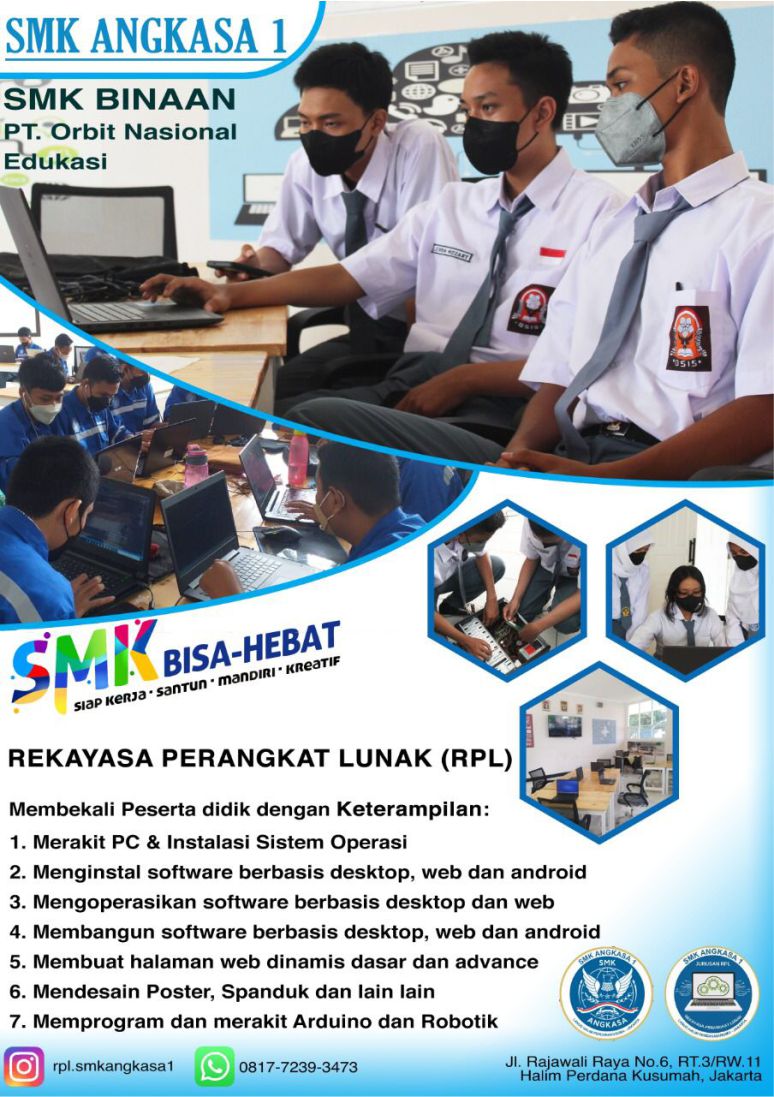 SMK ANGKASA 1
SMK BINAAN
PT. Orbit Nasional
Edukasi
OSIS
OSIS
SMK BISA-HEBAT
SIAP KERJA • SANTUN • MANDIRI • KREATIF
REKAYASA PERANGKAT LUNAK (RPL)
Membekali Peserta didik dengan Keterampilan:
1. Merakit PC & Instalasi Sistem Operasi
2. Menginstal software berbasis desktop, web dan android
3. Mengoperasikan software berbasis desktop dan web
4. Membangun software berbasis desktop, web dan android
5. Membuat halaman web dinamis dasar dan advance
6. Mendesain Poster, Spanduk dan lain lain
7. Memprogram dan merakit Arduino dan Robotik
SMK ANGKASA 1
SMK
ANGKASA
SMK ANGKASA 1
JURUSAN RPL
REKAYASA PERANGKAT LUNAK
rpl.smkangkasa1
0817-7239-3473
Jl. Rajawali Raya No.6, RT.3/RW.11
Halim Perdana Kusumah, Jakarta